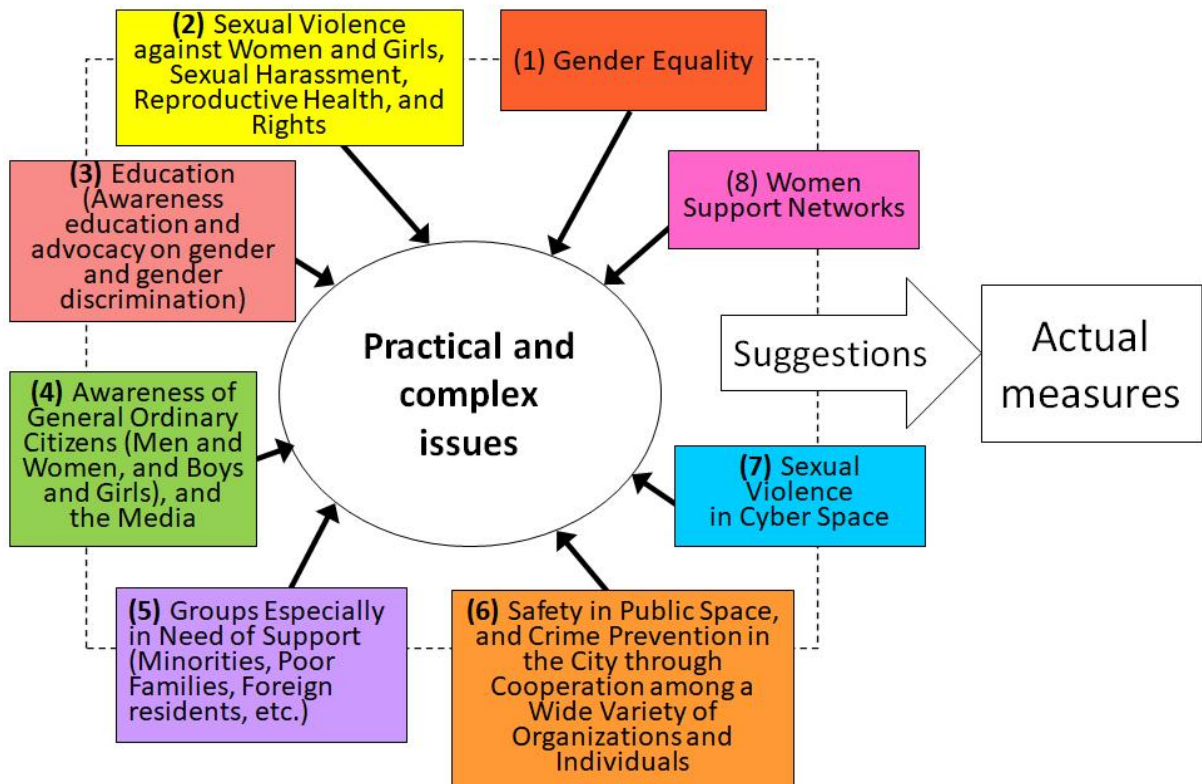 (1) Gender Equality
(2) Sexual Violence
against Women and Girls,
Sexual Harassment,
Reproductive Health, and
Rights
(3) Education
(Awareness
education and
advocacy on gender
and gender
discrimination)
(4) Awareness of
General Ordinary
Citizens (Men and
Women, and Boys
and Girls), and
the Media
(5) Groups Especially
in Need of Support
(Minorities, Poor
Families, Foreign
residents, etc.)
(6) Safety in Public Space,
and Crime Prevention in
the City through
Cooperation among a
Wide Variety of
Organizations and
Individuals
(7) Sexual
Violence
in Cyber Space
(8) Women
Support Networks
Practical and
complex
issues
Suggestions
Actual
measures